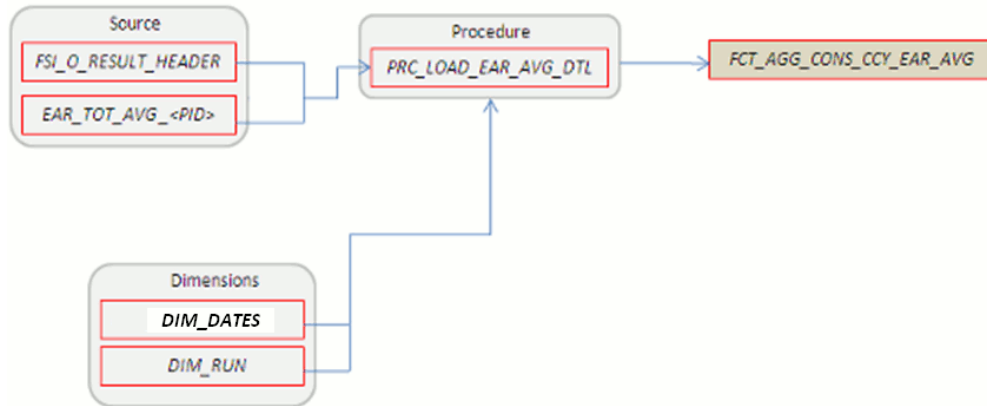 Source
FSI_O_RESULT_HEADER
EAR_TOT_AVG_<PID>
Procedure
PRC_LOAD_EAR_AVG_DTL
FCT_AGG_CONS_CCY_EAR_AVG
Dimensions
DIM_DATES
DIM_RUN